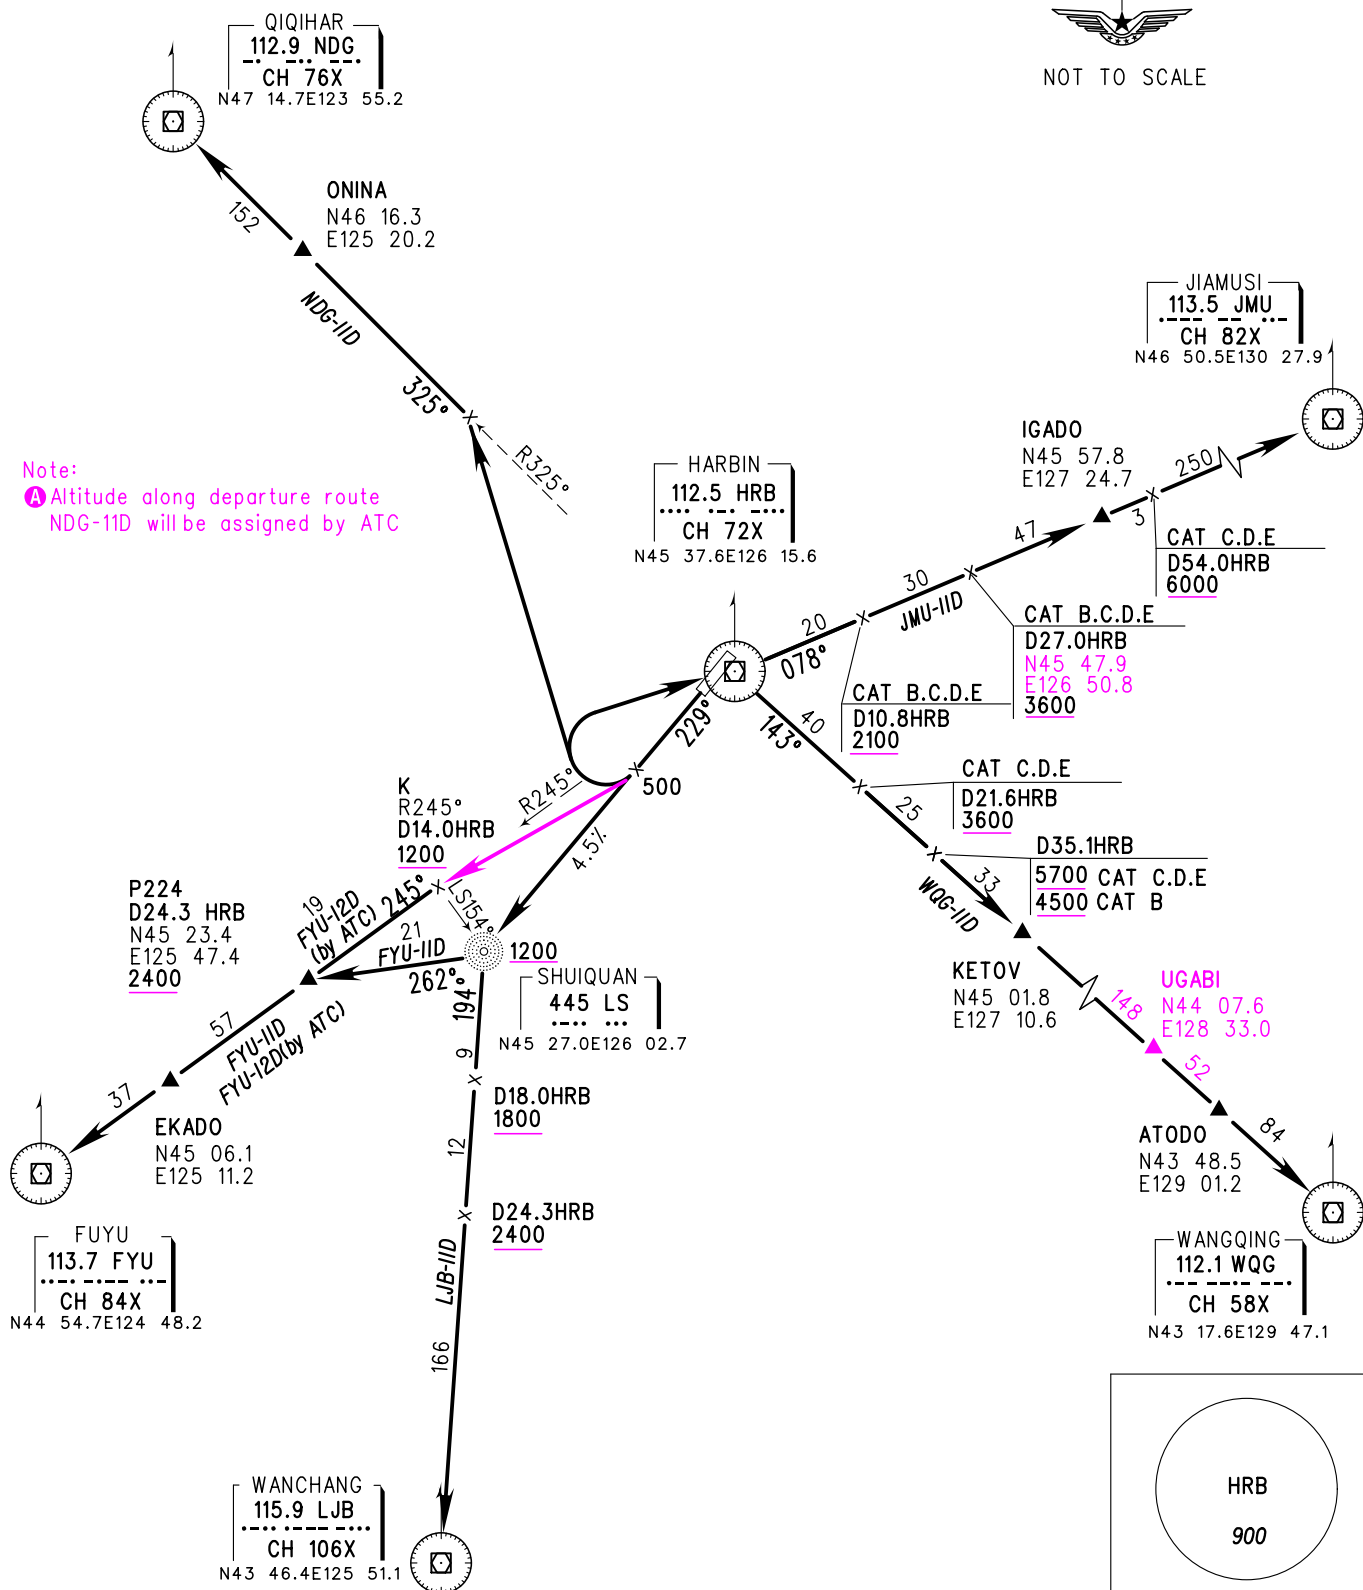 QIQIHAR
112.9 NDG
CH 76X
N47 14.7E123 55.2
NOT TO SCALE
152
ONINA
N46 16.3
E125 20.2
NDG-11D
325°
R325°
Note:
A Altitude along departure route
NDG-11D will be assigned by ATC
JIAMUSI
113.5 JMU
CH 82X
N46 50.5E130 27.9
HARBIN
112.5 HRB
CH 72X
N45 37.6E126 15.6
IGADO
N45 57.8
E127 24.7
250
3
47
CAT C.D.E
D54.0HRB
6000
30
JMU-11D
20
078°
CAT B.C.D.E
D27.0HRB
N45 47.9
E126 50.8
3600
CAT B.C.D.E
D10.8HRB
2100
229°
143°
40
500
R245°
4.5%
K
R245°
D14.0HRB
1200
CAT C.D.E
D21.6HRB
3600
25
D35.1HRB
5700 CAT C.D.E
4500 CAT B
33
WQG-11D
P224
D24.3 HRB
N45 23.4
E125 47.4
2400
19
FYU-12D
(by ATC)
245°
LS154°
21
FYU-11D
262°
1200
194°
SHUIQUAN
445 LS
N45 27.0E126 02.7
KETOV
N45 01.8
E127 10.6
148
UGABI
N44 07.6
E128 33.0
52
57
FYU-11D
FYU-12D(by ATC)
9
D18.0HRB
1800
37
EKADO
N45 06.1
E125 11.2
12
ATODO
N43 48.5
E129 01.2
84
D24.3HRB
2400
FUYU
113.7 FYU
CH 84X
N44 54.7E124 48.2
LJB-11D
166
WANGQING
112.1 WQG
CH 58X
N43 17.6E129 47.1
WANCHANG
115.9 LJB
CH 106X
N43 46.4E125 51.1
HRB
900